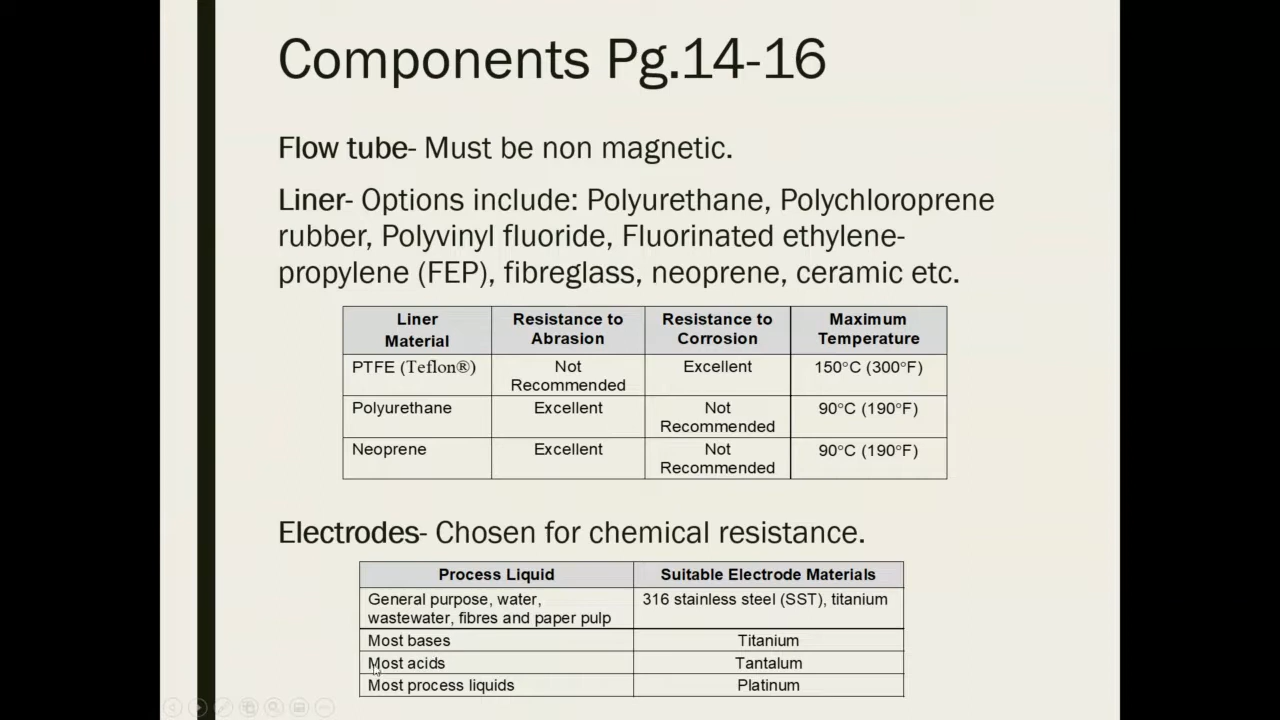 Components Pg.14-16
Flow tube- Must be non magnetic.
Liner- Options include: Polyurethane, Polychloroprene
rubber, Polyvinyl fluoride, Fluorinated ethylene-
propylene (FEP), fibreglass, neoprene, ceramic etc.
Liner Material Resistance to Abrasion Resistance to Corrosion Maximum Temperature
PTFE (Teflon®) Not Recommended Excellent 150°C (300°F)
Polyurethane Excellent Not Recommended 90°C (190°F)
Neoprene Excellent Not Recommended 90°C (190°F)
Electrodes- Chosen for chemical resistance.
Process Liquid Suitable Electrode Materials
General purpose, water, 316 stainless steel (SST), titanium
wastewater, fibres and paper pulp
Most bases Titanium
Most acids Tantalum
Most process liquids Platinum